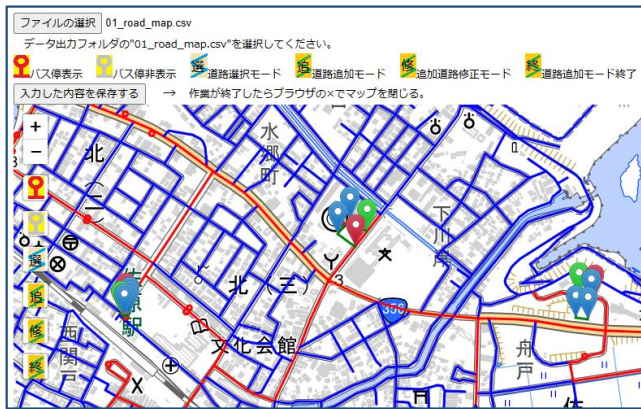 ファイルの選択 01_road_map.csv
データ出力フォルダの"01_road_map.csv"を選択してください。
バス停表示 バス停非表示 選 道路選択モード 追 道路追加モード 修 追加道路修正モード 終 道路追加モード終了
入力した内容を保存する → 作業が終了したらブラウザの×でマップを閉じる。
+
−
水郷町
北(二)
下川岸
選
佐原駅
北(三)
3
356
追
修
文化会館
西関戸
舟戸
終